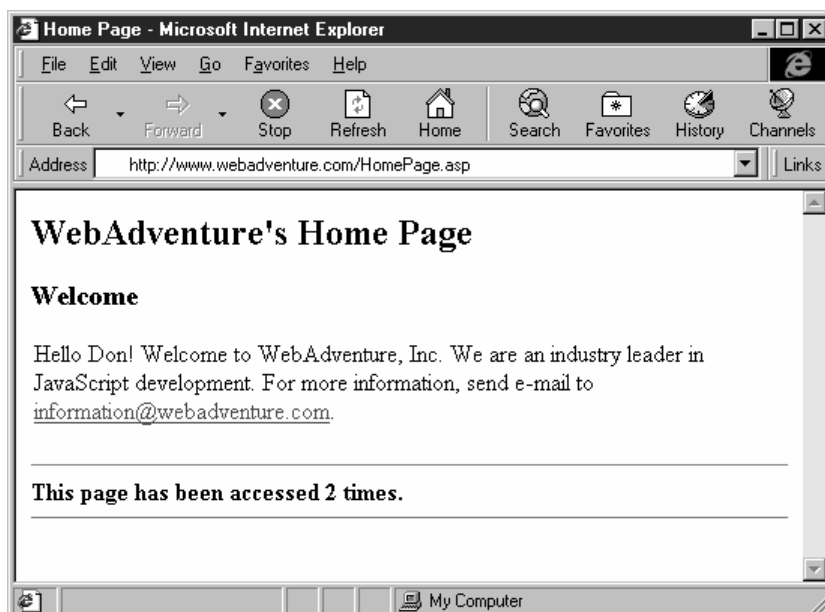 Home Page - Microsoft Internet Explorer
File Edit View Go Favorites Help
Back Forward Stop Refresh Home Search Favorites History Channels
Address http://www.webadventure.com/HomePage.asp Links
WebAdventure's Home Page
Welcome
Hello Don! Welcome to WebAdventure, Inc. We are an industry leader in
JavaScript development. For more information, send e-mail to
information@webadventure.com.
This page has been accessed 2 times.
My Computer